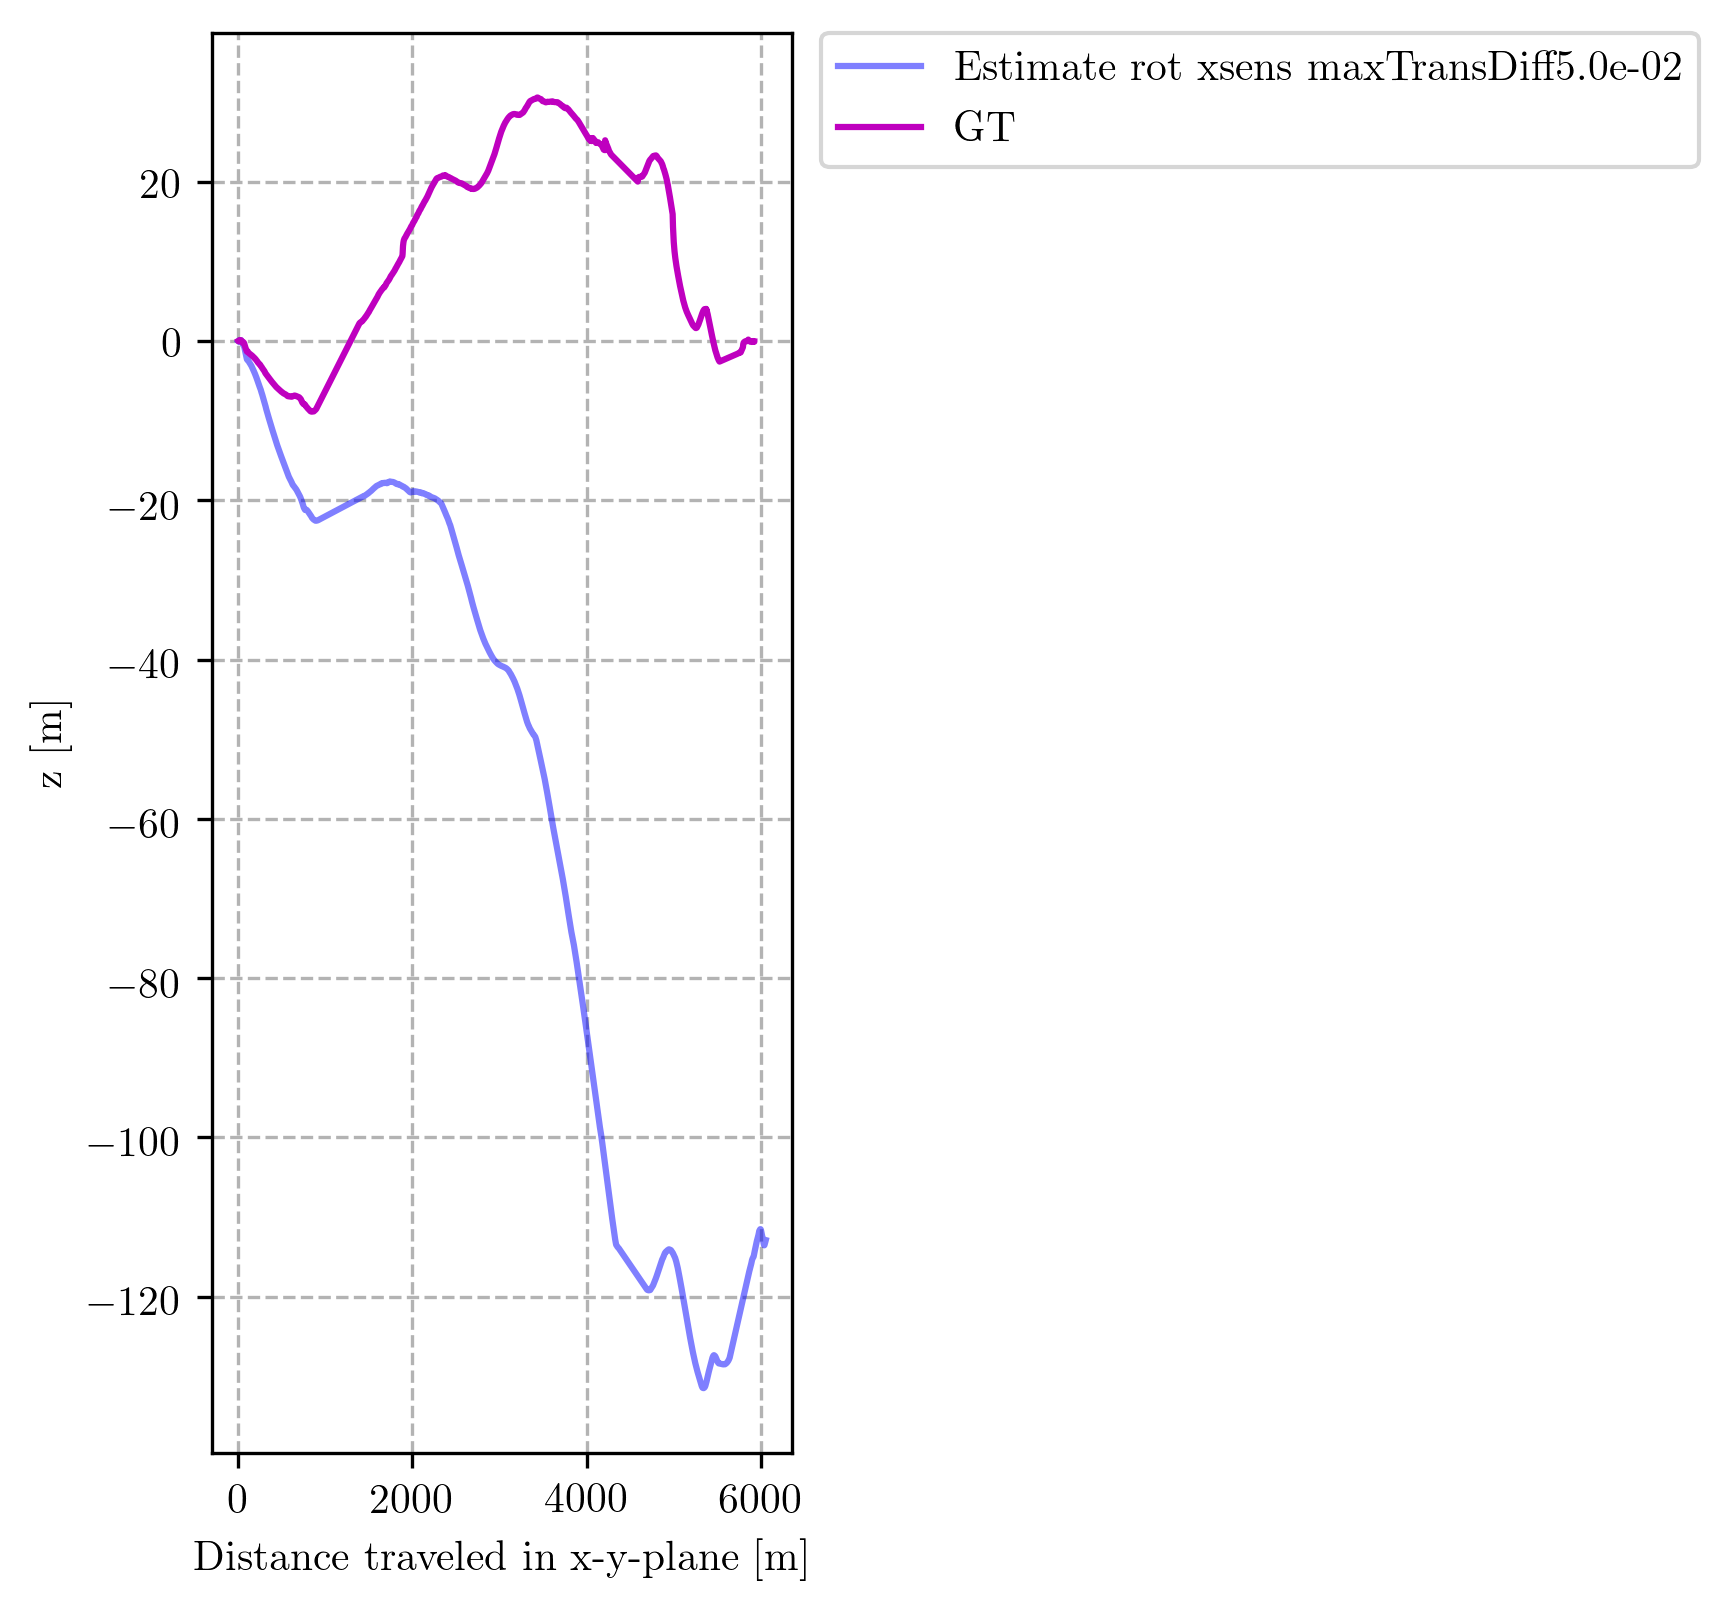 Estimate rot xsens maxTransDiff5.0e-02
GT
20
0
−20
−40
−60
−80
−100
−120
z [m]
0 2000 4000 6000
Distance traveled in x-y-plane [m]